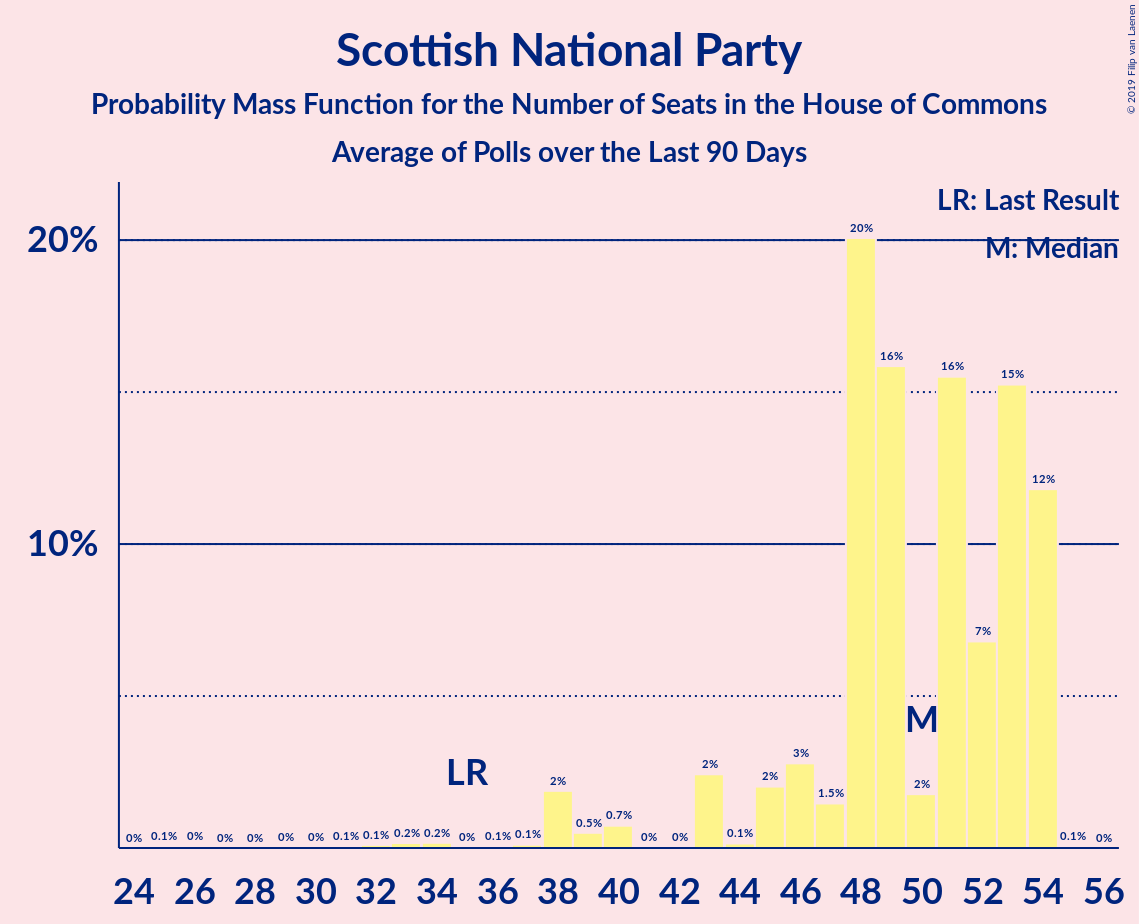 Scottish National Party
Probability Mass Function for the Number of Seats in the House of Commons
Average of Polls over the Last 90 Days
© 2019 Filip van Laenen
LR: Last Result
M: Median
20%
10%
0% 0.1% 0% 0% 0% 0% 0% 0.1% 0.1% 0.2% 0.2% 0% 0.1% 0.1% 2% 0.5% 0.7% 0% 0% 2% 0.1% 2% 3% 1.5% 20% 16% 2% 16% 7% 15% 12% 0.1% 0%
LR
M
24 26 28 30 32 34 36 38 40 42 44 46 48 50 52 54 56